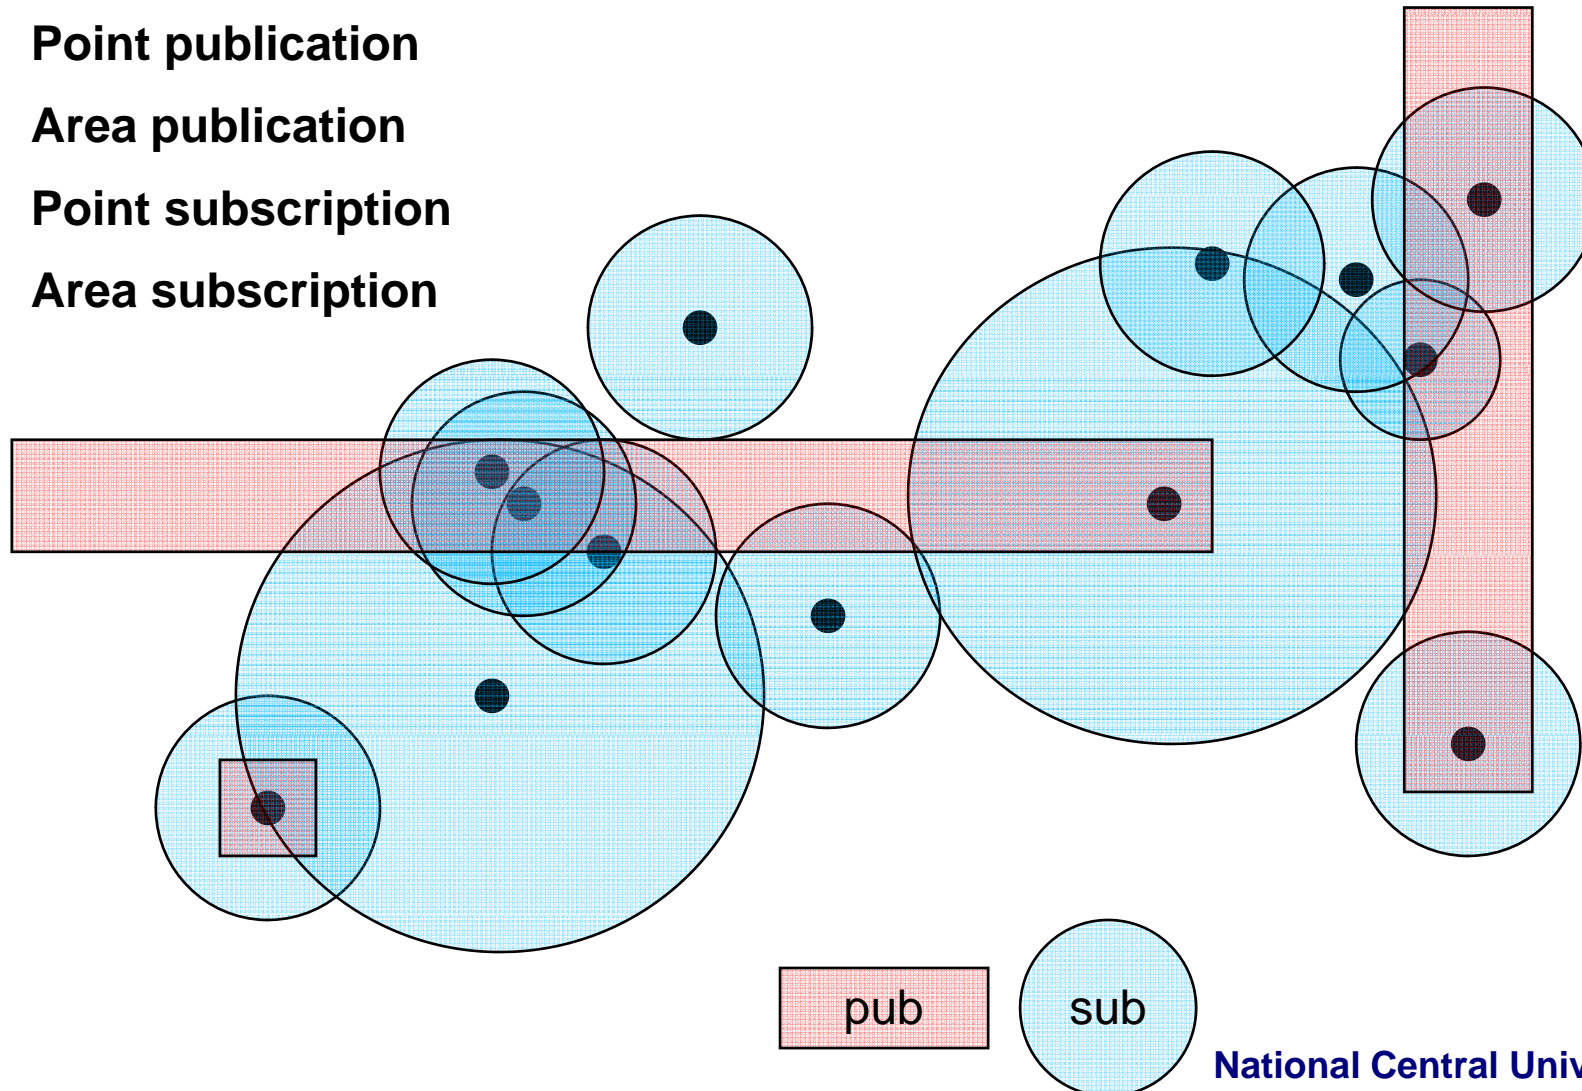 Point publication
Area publication
Point subscription
Area subscription
pub
sub
National Central Univ